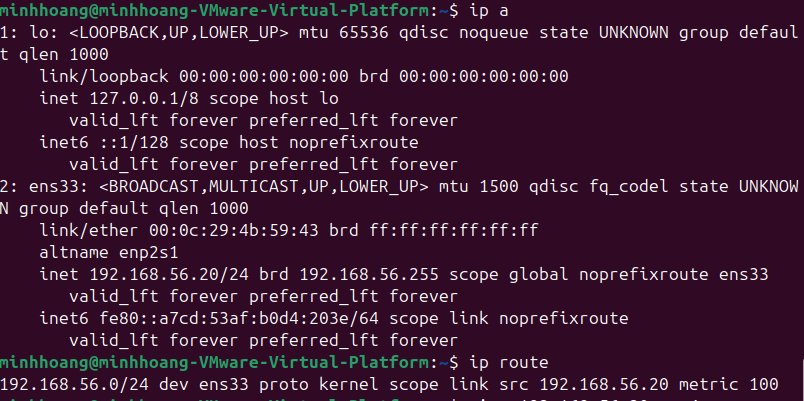 minhhoang@minhhoang-VMware-Virtual-Platform:~$ ip a
1: lo: <LOOPBACK,UP,LOWER_UP> mtu 65536 qdisc noqueue state UNKNOWN group defaul
t qlen 1000
    link/loopback 00:00:00:00:00:00 brd 00:00:00:00:00:00
    inet 127.0.0.1/8 scope host lo
       valid_lft forever preferred_lft forever
    inet6 ::1/128 scope host noprefixroute
       valid_lft forever preferred_lft forever
2: ens33: <BROADCAST,MULTICAST,UP,LOWER_UP> mtu 1500 qdisc fq_codel state UNKNOW
N group default qlen 1000
    link/ether 00:0c:29:4b:59:43 brd ff:ff:ff:ff:ff:ff
    altname enp2s1
    inet 192.168.56.20/24 brd 192.168.56.255 scope global noprefixroute ens33
       valid_lft forever preferred_lft forever
    inet6 fe80::a7cd:53af:b0d4:203e/64 scope link noprefixroute
       valid_lft forever preferred_lft forever
minhhoang@minhhoang-VMware-Virtual-Platform:~$ ip route
192.168.56.0/24 dev ens33 proto kernel scope link src 192.168.56.20 metric 100